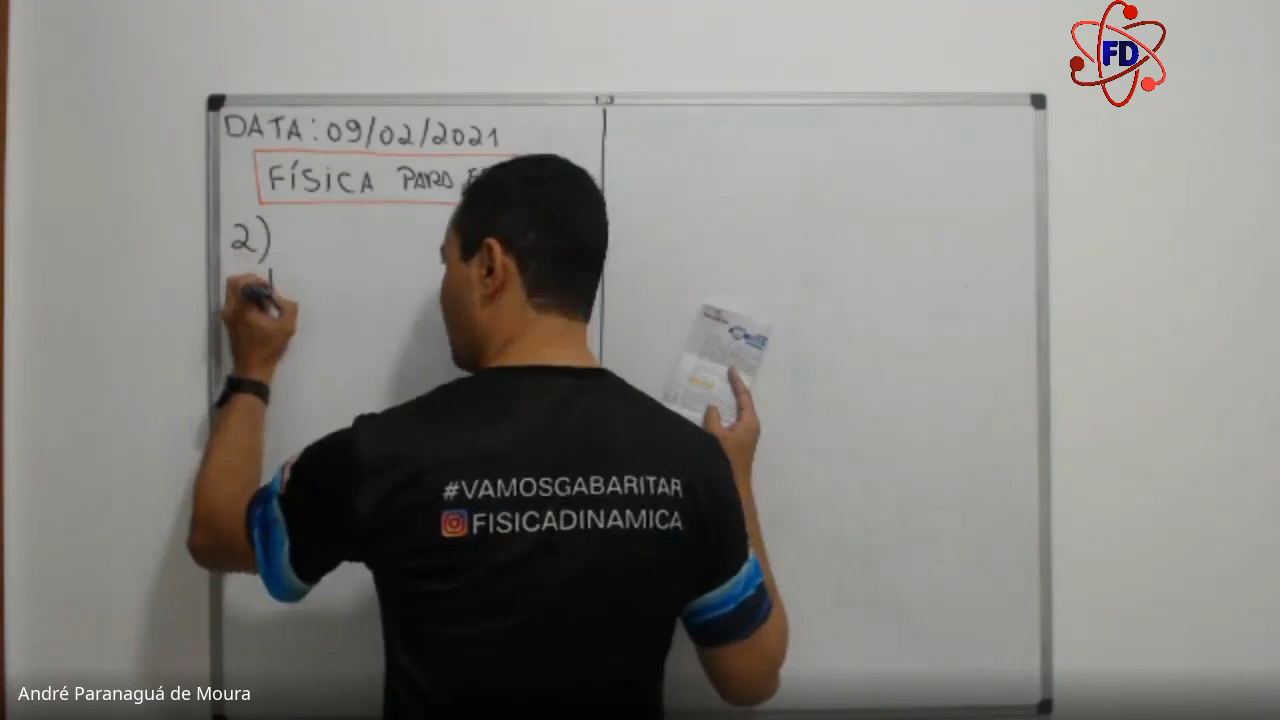 FD
DATA: 09/02/2021
FÍSICA PARA
2)
#VAMOSGABARITAR
FISICADINAMICA
André Paranaguá de Moura